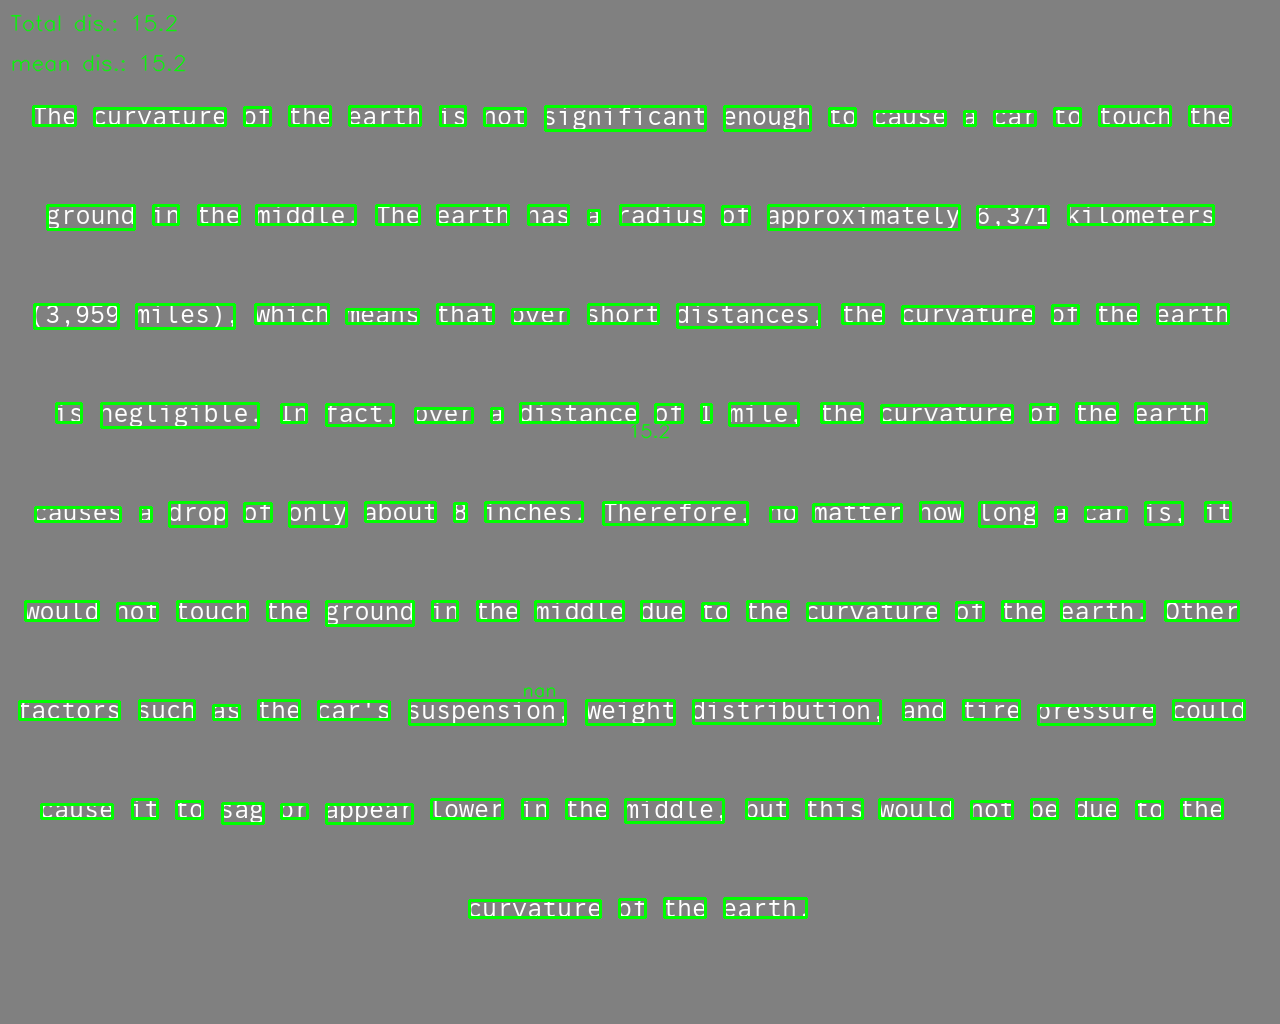 Total dis.: 15.2
mean dis.: 15.2
The curvature of the earth is not significant enough to cause a car to touch the
ground in the middle. The earth has a radius of approximately 6,371 kilometers
(3,959 miles), which means that over short distances, the curvature of the earth
is negligible. In fact, over a distance of 1 mile, the curvature of the earth
15.2
causes a drop of only about 8 inches. Therefore, no matter how long a car is, it
would not touch the ground in the middle due to the curvature of the earth. Other
nan
factors such as the car's suspension, weight distribution, and tire pressure could
cause it to sag or appear lower in the middle, but this would not be due to the
curvature of the earth.